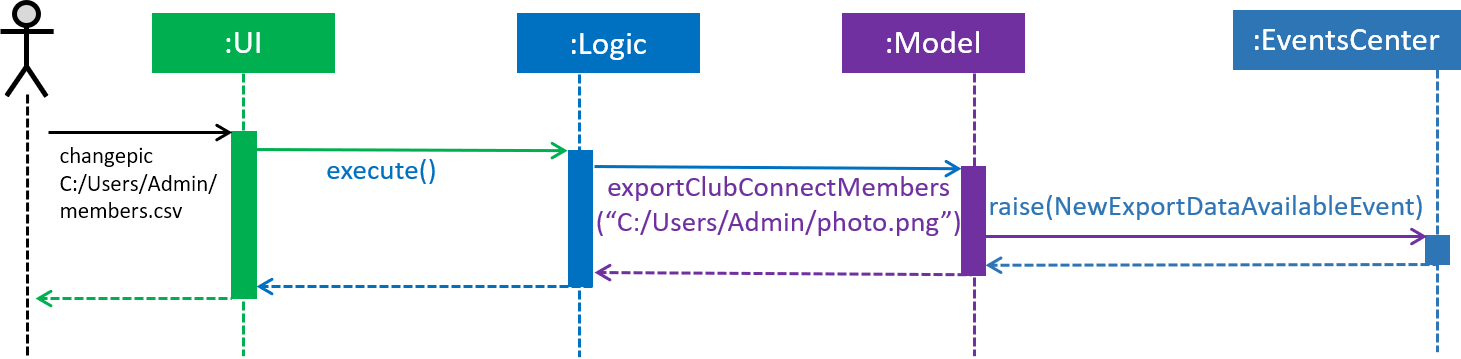 :UI
:Logic
:Model
:EventsCenter
changepic
C:/Users/Admin/
members.csv
execute()
exportClubConnectMembers
(“C:/Users/Admin/photo.png”)
raise(NewExportDataAvailableEvent)